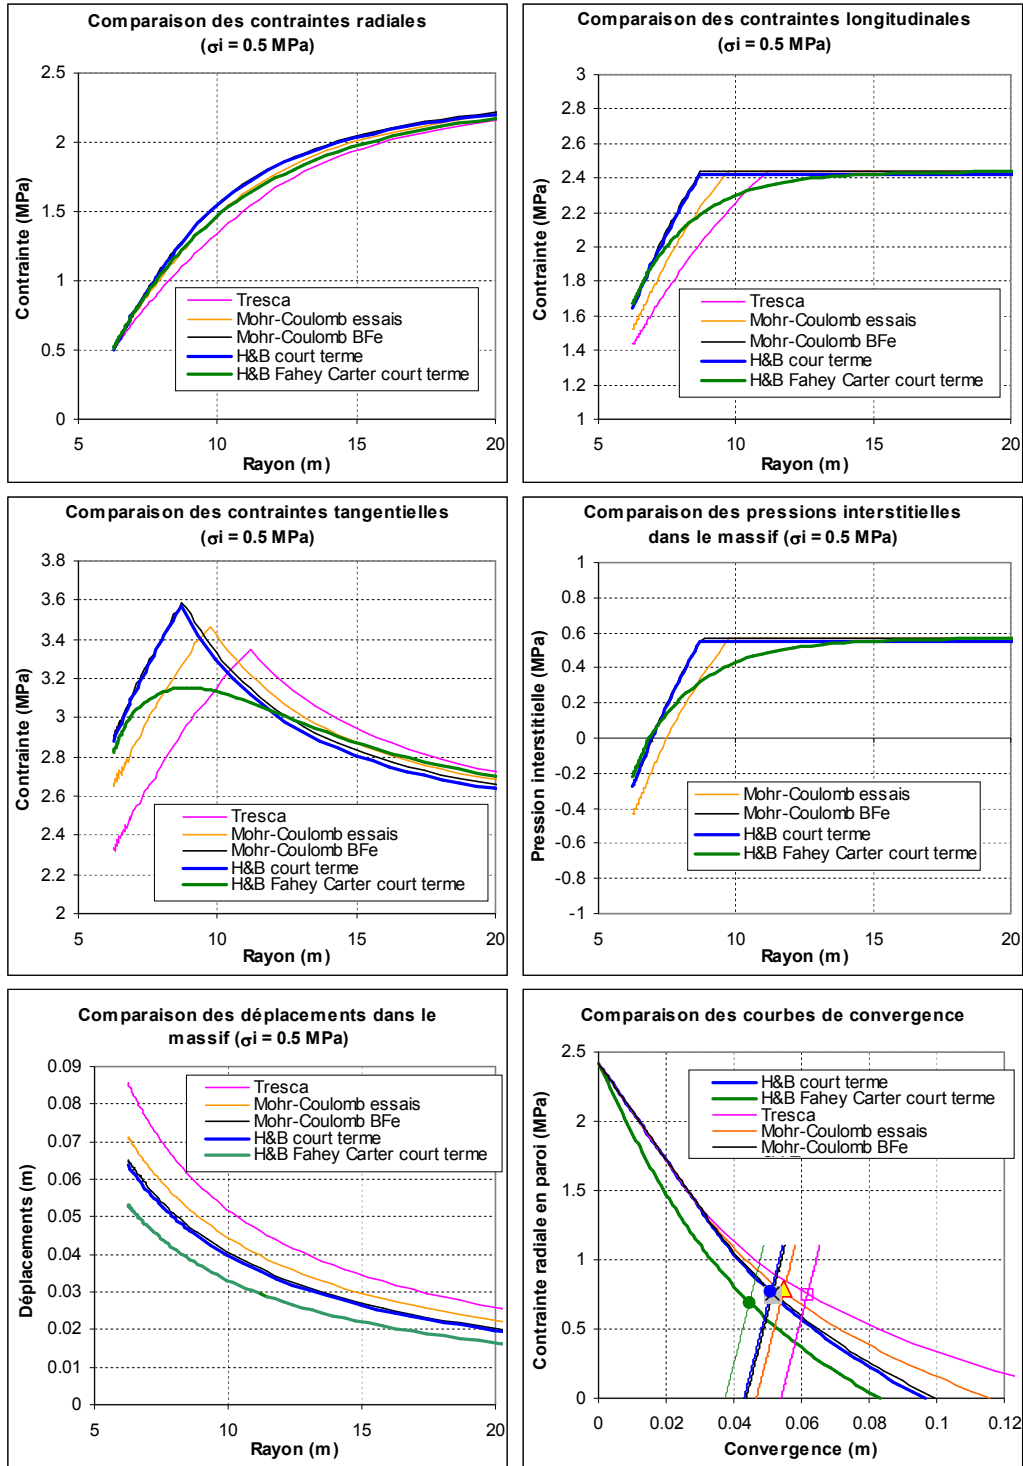 Comparaison des contraintes radiales
(σi = 0.5 MPa)
2.5
2
1.5
1
0.5
0
Contrainte (MPa)
Tresca
Mohr-Coulomb essais
Mohr-Coulomb BFe
H&B court terme
H&B Fahey Carter court terme
5 10 15 20
Rayon (m)
Comparaison des contraintes longitudinales
(σi = 0.5 MPa)
3
2.8
2.6
2.4
2.2
2
1.8
1.6
1.4
1.2
1
Contrainte (MPa)
Tresca
Mohr-Coulomb essais
Mohr-Coulomb BFe
H&B cour terme
H&B Fahey Carter court terme
5 10 15 20
Rayon (m)
Comparaison des contraintes tangentielles
(σi = 0.5 MPa)
3.8
3.6
3.4
3.2
3
2.8
2.6
2.4
2.2
2
Contrainte (MPa)
Tresca
Mohr-Coulomb essais
Mohr-Coulomb BFe
H&B court terme
H&B Fahey Carter court terme
5 10 15 20
Rayon (m)
Comparaison des pressions interstitielles
dans le massif (σi = 0.5 MPa)
1
0.8
0.6
0.4
0.2
0
-0.2
-0.4
-0.6
-0.8
-1
Pression interstitielle (MPa)
Mohr-Coulomb essais
Mohr-Coulomb BFe
H&B court terme
H&B Fahey Carter court terme
5 10 15 20
Rayon (m)
Comparaison des déplacements dans le
massif (σi = 0.5 MPa)
0.09
0.08
0.07
0.06
0.05
0.04
0.03
0.02
0.01
0
Déplacements (m)
Tresca
Mohr-Coulomb essais
Mohr-Coulomb BFe
H&B court terme
H&B Fahey Carter court terme
5 10 15 20
Rayon (m)
Comparaison des courbes de convergence
2.5
2
1.5
1
0.5
0
Contrainte radiale en paroi (MPa)
H&B court terme
H&B Fahey Carter court terme
Tresca
Mohr-Coulomb essais
Mohr-Coulomb BFe
0 0.02 0.04 0.06 0.08 0.1 0.12
Convergence (m)